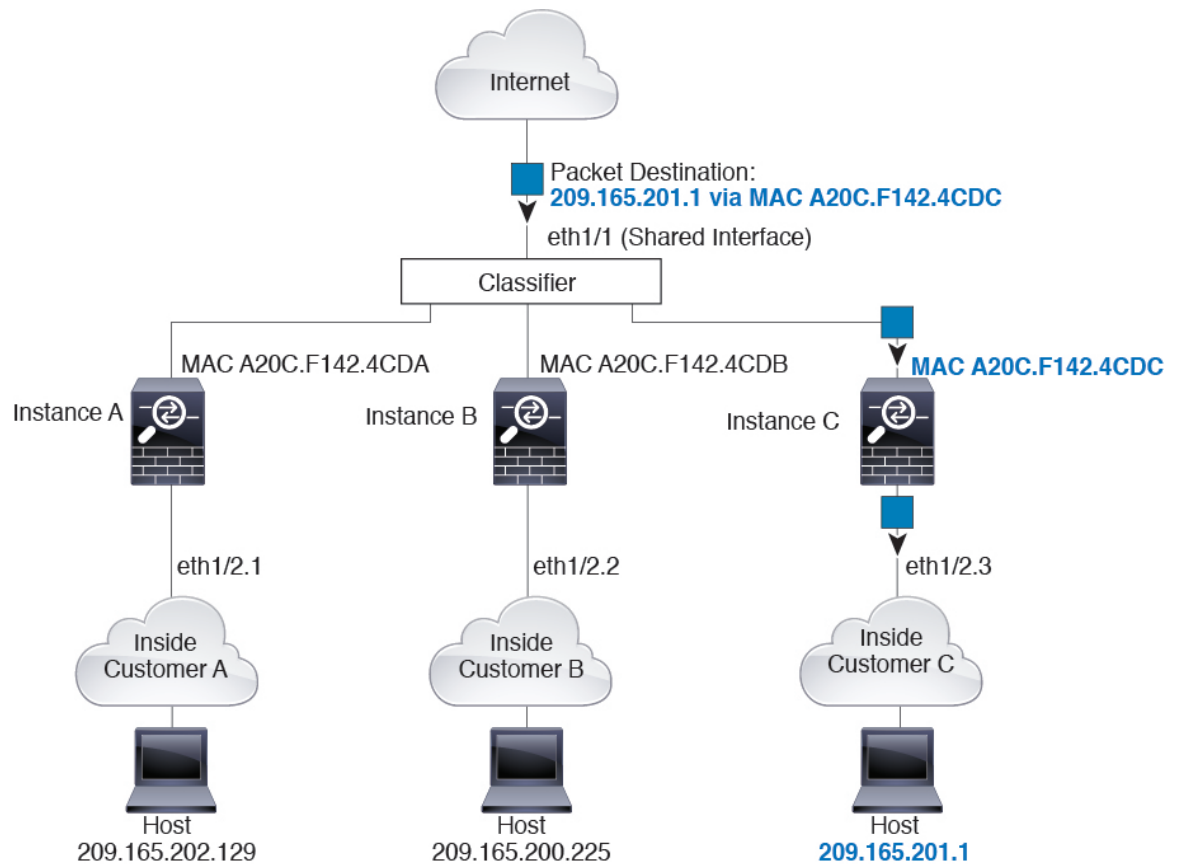 Internet
Packet Destination:
209.165.201.1 via MAC A20C.F142.4CDC
eth1/1 (Shared Interface)
Classifier
MAC A20C.F142.4CDA
MAC A20C.F142.4CDB
MAC A20C.F142.4CDC
Instance A
Instance B
Instance C
eth1/2.1
eth1/2.2
eth1/2.3
Inside
Customer A
Inside
Customer B
Inside
Customer C
Host
209.165.202.129
Host
209.165.200.225
Host
209.165.201.1